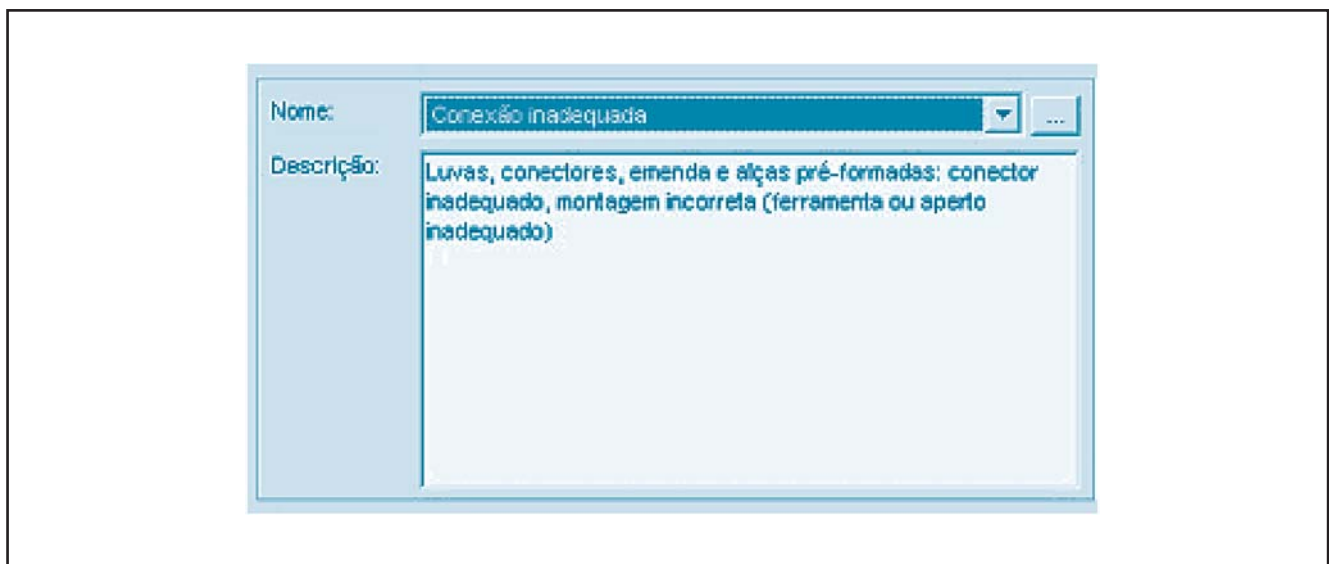 Nome: Conexão inadequada ...
Descrição: Luvas, conectores, emenda e alças pré-formadas: conector
inadequado, montagem incorreta (ferramenta ou aperto
inadequado)